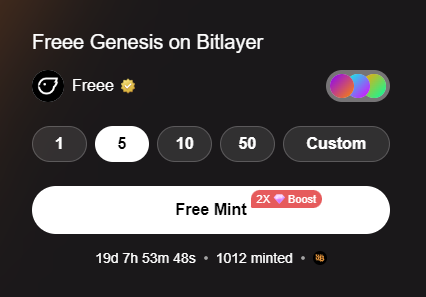 Freee Genesis on Bitlayer
Freee
1 5 10 50 Custom
2X Boost
Free Mint
19d 7h 53m 48s • 1012 minted •